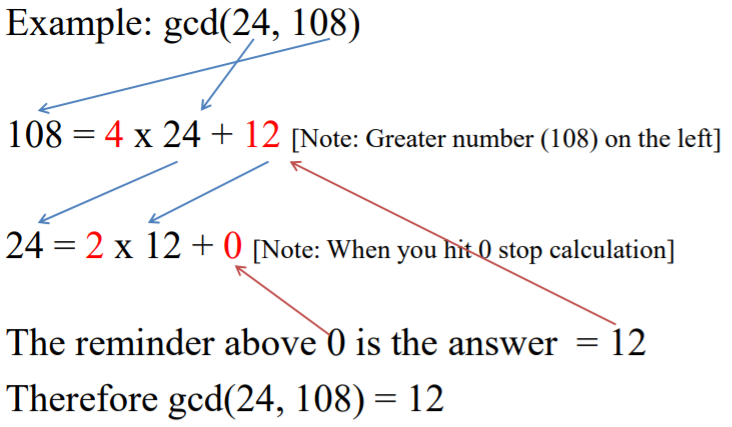 Example: gcd(24, 108)
108 = 4 x 24 + 12 [Note: Greater number (108) on the left]
24 = 2 x 12 + 0 [Note: When you hit 0 stop calculation]
The reminder above 0 is the answer = 12
Therefore gcd(24, 108) = 12